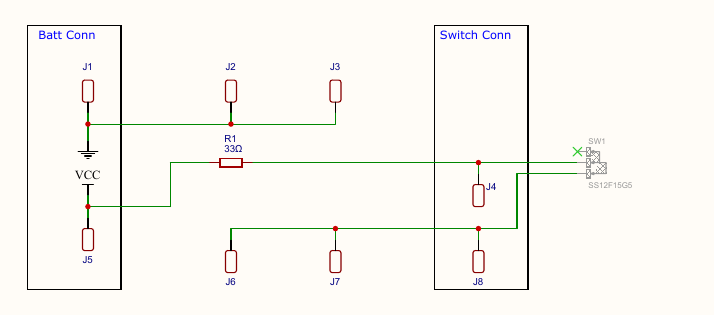 Batt Conn
Switch Conn
J1
J2
J3
R1
33Ω
SW1
VCC
J4
SS12F15G5
J5
J6
J7
J8